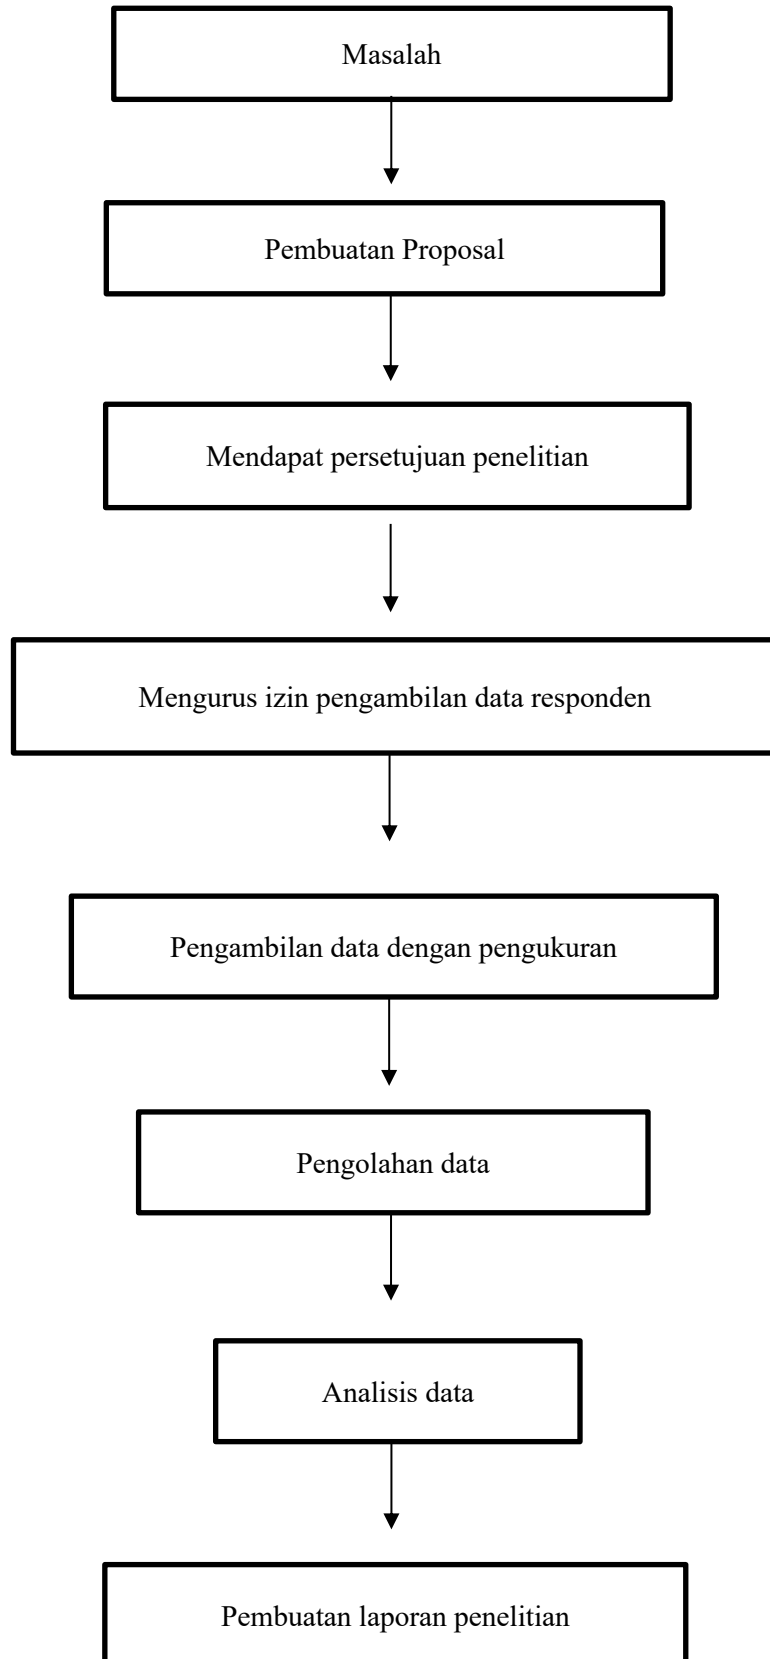 Masalah
Pembuatan Proposal
Mendapat persetujuan penelitian
Mengurus izin pengambilan data responden
Pengambilan data dengan pengukuran
Pengolahan data
Analisis data
Pembuatan laporan penelitian